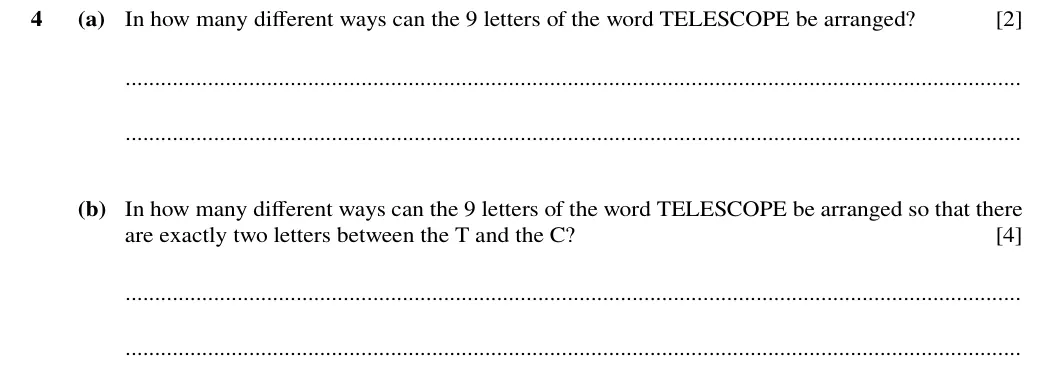 4 (a) In how many different ways can the 9 letters of the word TELESCOPE be arranged? [2]
................................................................................................................................................................
................................................................................................................................................................
(b) In how many different ways can the 9 letters of the word TELESCOPE be arranged so that there
are exactly two letters between the T and the C? [4]
................................................................................................................................................................
................................................................................................................................................................